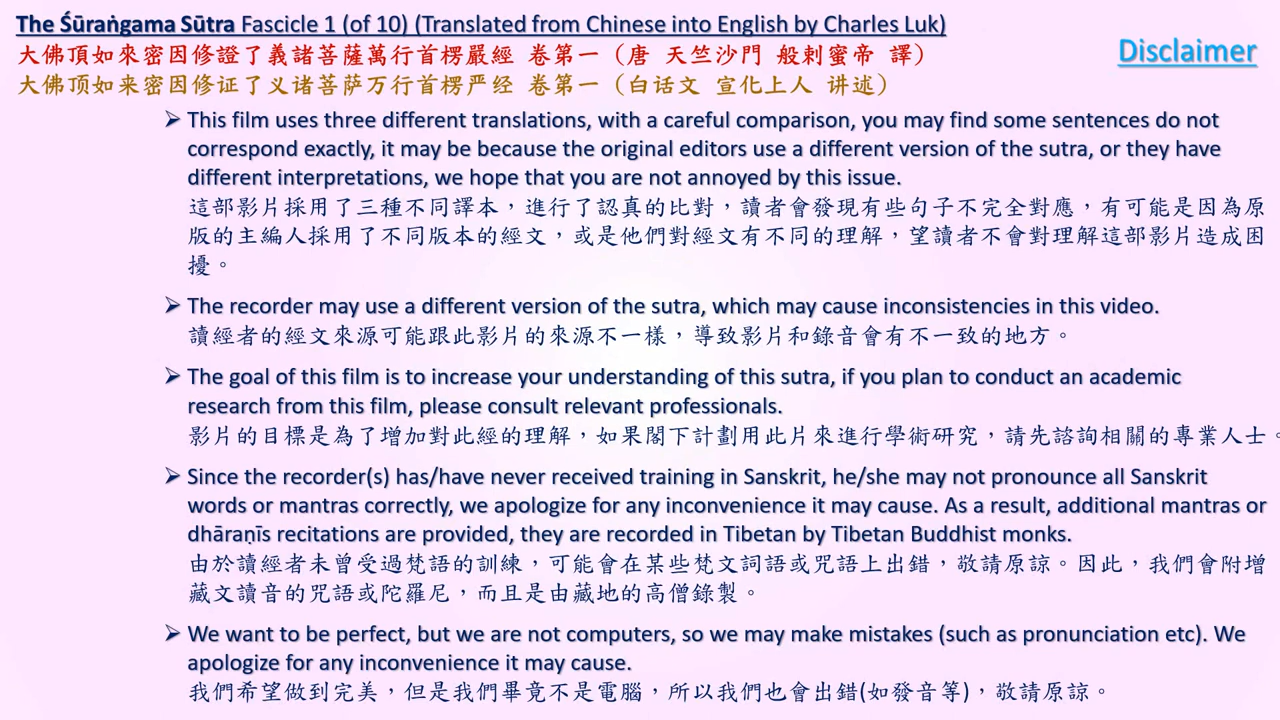 The Śūraṅgama Sūtra Fascicle 1 (of 10) (Translated from Chinese into English by Charles Luk)
大佛頂如來密因修證了義諸菩薩萬行首楞嚴經 卷第一（唐 天竺沙門 般剌蜜帝 譯）
大佛顶如来密因修证了义诸菩萨万行首楞严经 卷第一（白话文 宣化上人 讲述）
Disclaimer
➢ This film uses three different translations, with a careful comparison, you may find some sentences do not
correspond exactly, it may be because the original editors use a different version of the sutra, or they have
different interpretations, we hope that you are not annoyed by this issue.
這部影片採用了三種不同譯本，進行了認真的比對，讀者會發現有些句子不完全對應，有可能是因為原
版的主編人採用了不同版本的經文，或是他們對經文有不同的理解，望讀者不會對理解這部影片造成困
擾。
➢ The recorder may use a different version of the sutra, which may cause inconsistencies in this video.
讀經者的經文來源可能跟此影片的來源不一樣，導致影片和錄音會有不一致的地方。
➢ The goal of this film is to increase your understanding of this sutra, if you plan to conduct an academic
research from this film, please consult relevant professionals.
影片的目標是為了增加對此經的理解，如果閣下計劃用此片來進行學術研究，請先諮詢相關的專業人士。
➢ Since the recorder(s) has/have never received training in Sanskrit, he/she may not pronounce all Sanskrit
words or mantras correctly, we apologize for any inconvenience it may cause. As a result, additional mantras or
dhāraṇīs recitations are provided, they are recorded in Tibetan by Tibetan Buddhist monks.
由於讀經者未曾受過梵語的訓練，可能會在某些梵文詞語或咒語上出錯，敬請原諒。因此，我們會附增
藏文讀音的咒語或陀羅尼，而且是由藏地的高僧錄製。
➢ We want to be perfect, but we are not computers, so we may make mistakes (such as pronunciation etc). We
apologize for any inconvenience it may cause.
我們希望做到完美，但是我們畢竟不是電腦，所以我們也會出錯(如發音等)，敬請原諒。